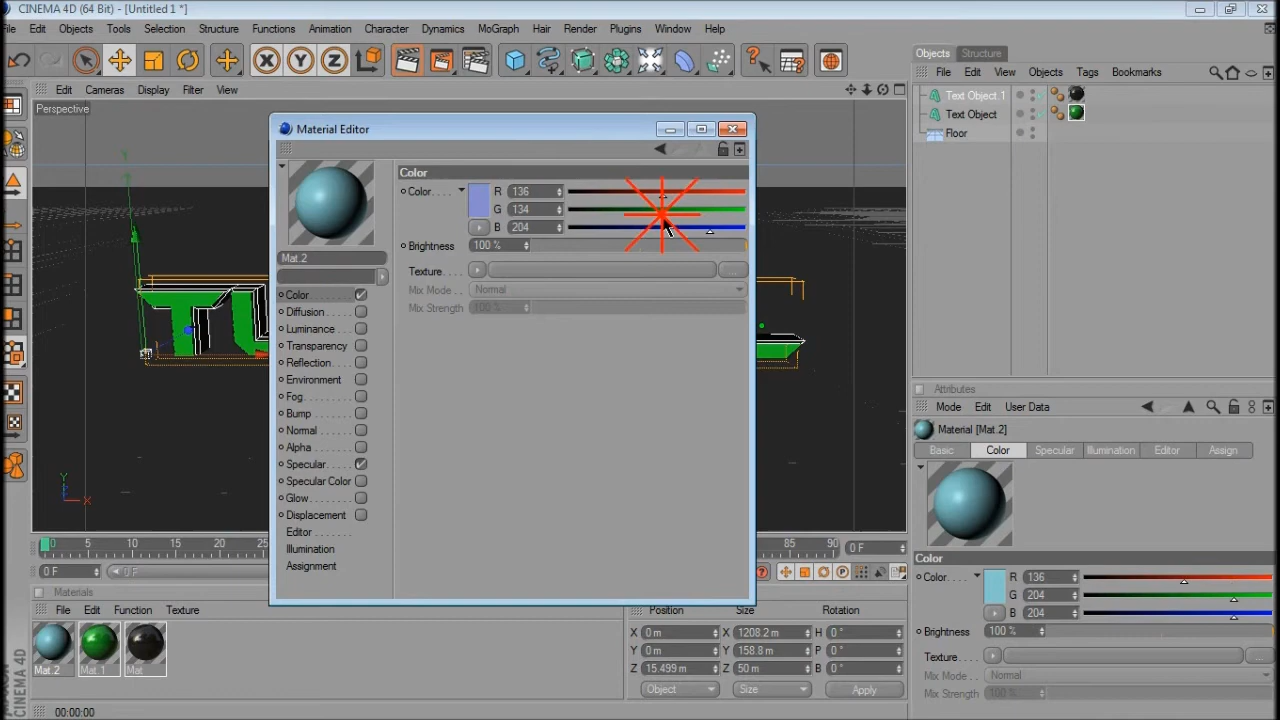 CINEMA 4D (64 Bit) - [Untitled 1 *]
File Edit Objects Tools Selection Structure Functions Animation Character Dynamics MoGraph Hair Render Plugins Window Help
Objects Structure
File Edit View Objects Tags Bookmarks
Edit Cameras Display Filter View
Text Object.1
Perspective
Text Object
Floor
Material Editor
Color
Color R 136
G 134
B 204
Brightness 100 %
Texture
...
Mix Mode Normal
Mix Strength 100 %
Mat.2
Color
Diffusion
Luminance
Transparency
Reflection
Environment
Fog
Bump
Normal
Alpha
Specular
Specular Color
Glow
Displacement
Editor
Illumination
Assignment
Attributes
Mode Edit User Data
Material [Mat.2]
Basic Color Specular Illumination Editor Assign
Color
Color R 136
G 204
B 204
Brightness 100 %
Texture
...
Mix Mode Normal
Mix Strength 100 %
0 5 10 15 20 25 85 90 0 F
0 F 0 F
Materials
File Edit Function Texture
Mat.2 Mat.1 Mat
Position Size Rotation
X 0 m X 1208.2 m H 0 °
Y 0 m Y 158.8 m P 0 °
Z 15.499 m Z 50 m B 0 °
Object Size Apply
CINEMA 4D
00:00:00